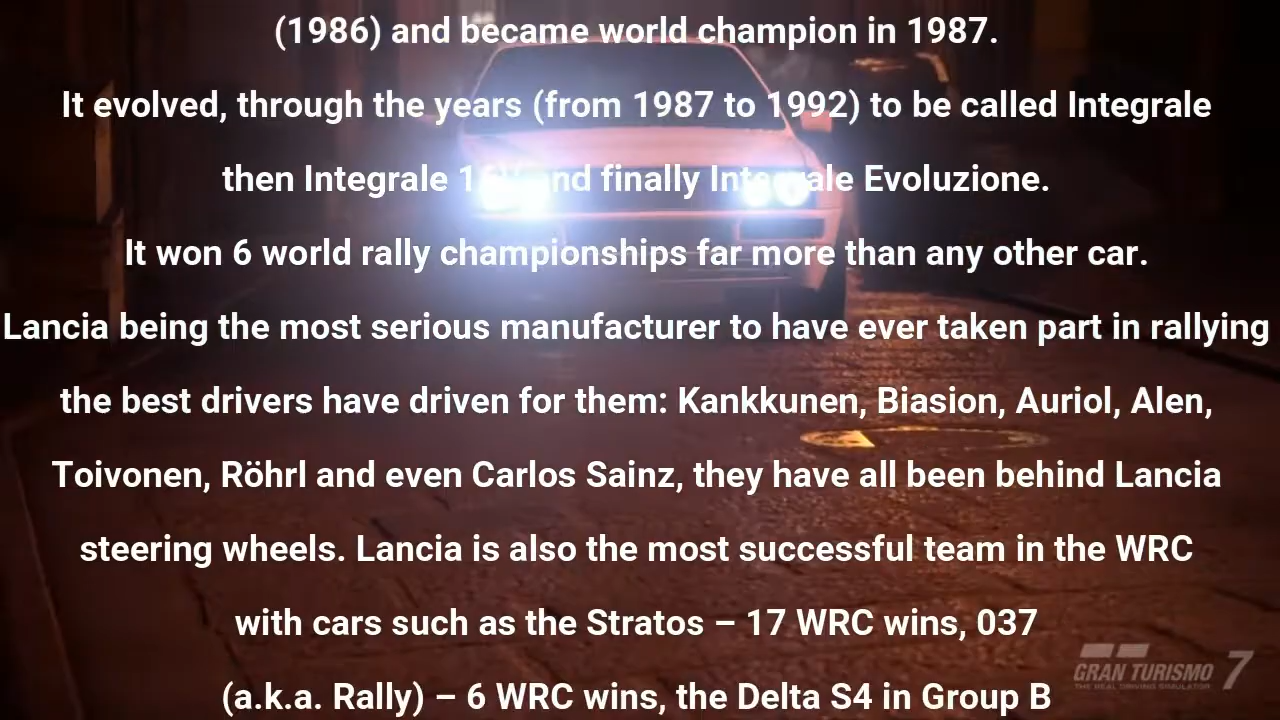 (1986) and became world champion in 1987.
It evolved, through the years (from 1987 to 1992) to be called Integrale
then Integrale 16V and finally Integrale Evoluzione.
It won 6 world rally championships far more than any other car.
Lancia being the most serious manufacturer to have ever taken part in rallying
the best drivers have driven for them: Kankkunen, Biasion, Auriol, Alen,
Toivonen, Röhrl and even Carlos Sainz, they have all been behind Lancia
steering wheels. Lancia is also the most successful team in the WRC
with cars such as the Stratos – 17 WRC wins, 037
(a.k.a. Rally) – 6 WRC wins, the Delta S4 in Group B
GRAN TURISMO 7
THE REAL DRIVING SIMULATOR